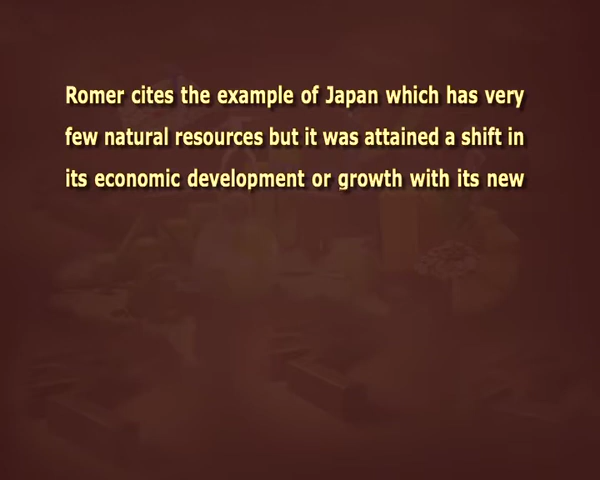 Romer cites the example of Japan which has very
few natural resources but it was attained a shift in
its economic development or growth with its new